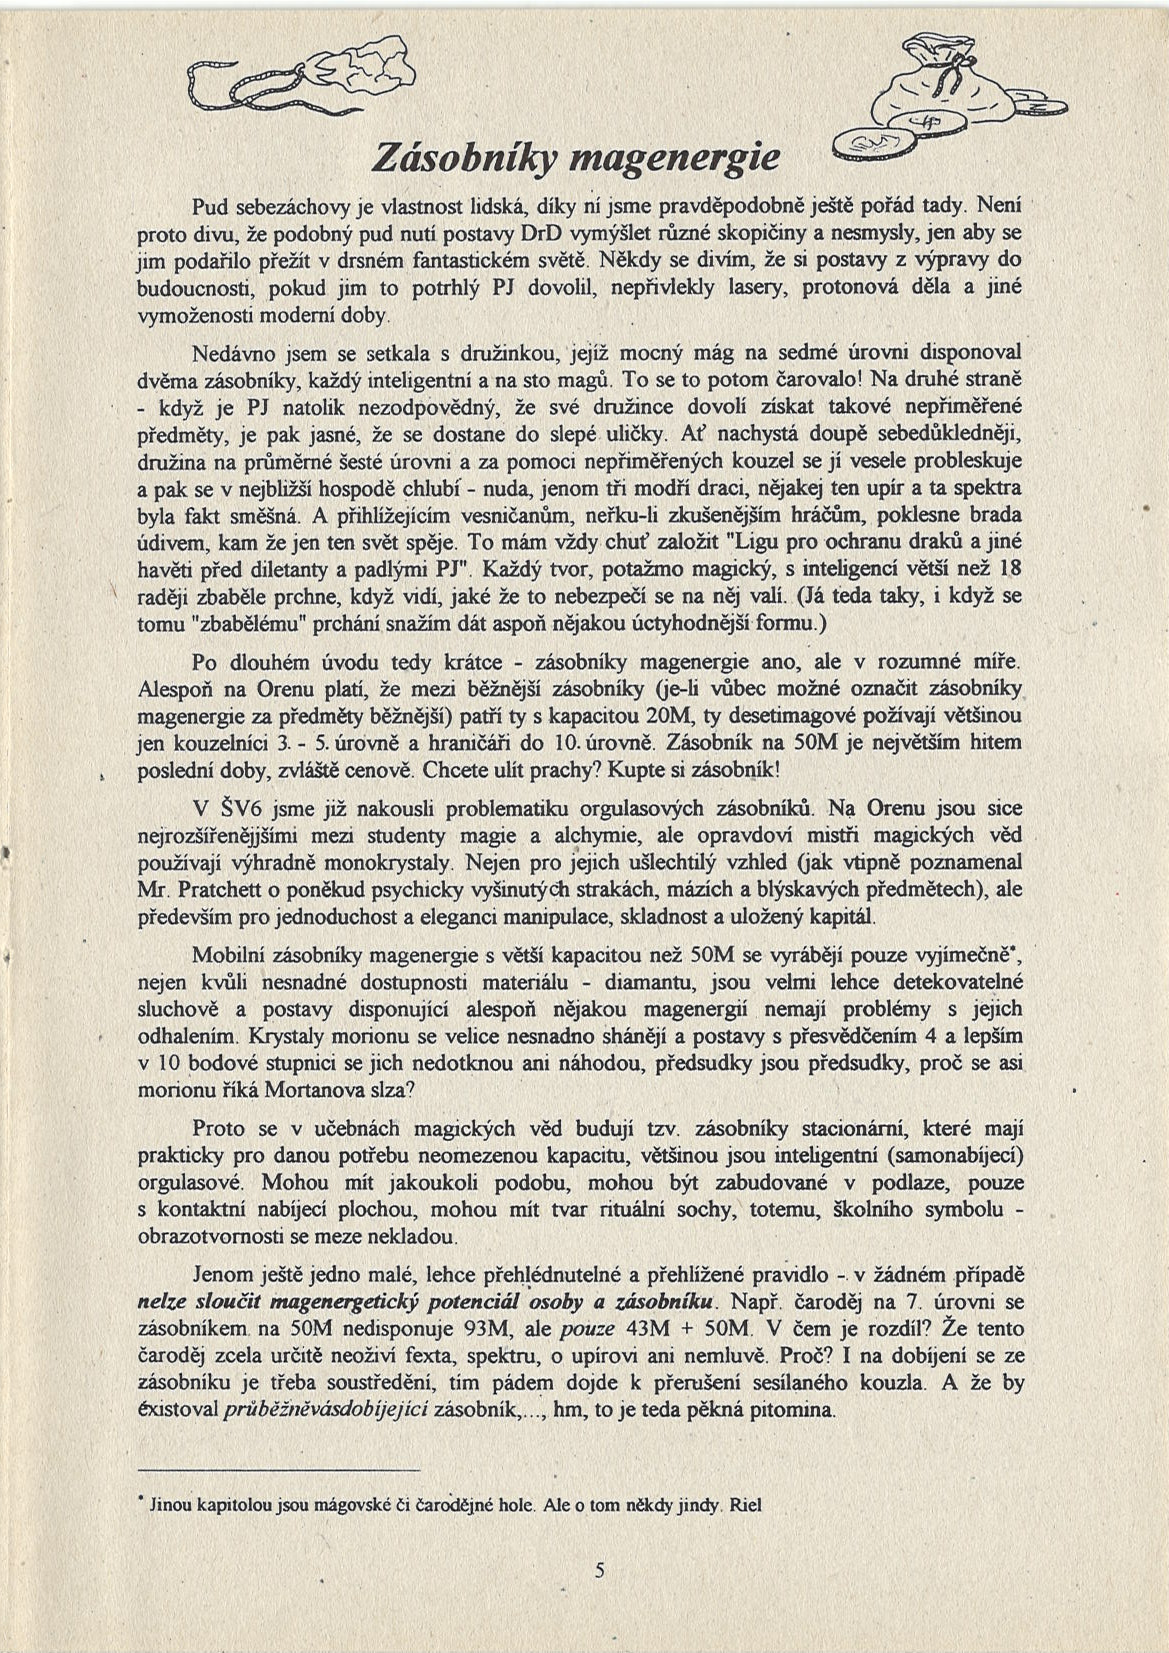 Zásobníky magenergie
Pud sebezáchovy je vlastnost lidská, díky ní jsme pravděpodobně ještě pořád tady. Není
proto divu, že podobný pud nutí postavy DrD vymýšlet různé skopičiny a nesmysly, jen aby se
jim podařilo přežít v drsném fantastickém světě. Někdy se divím, že si postavy z výpravy do
budoucnosti, pokud jim to potrhlý PJ dovolil, nepřivlekly lasery, protonová děla a jiné
vymoženosti moderní doby.
Nedávno jsem se setkala s družinkou, jejíž mocný mág na sedmé úrovni disponoval
dvěma zásobníky, každý inteligentní a na sto magů. To se to potom čarovalo! Na druhé straně
- když je PJ natolik nezodpovědný, že své družince dovolí získat takové nepřiměřené
předměty, je pak jasné, že se dostane do slepé uličky. Ať nachystá doupě sebedůkledněji,
družina na průměrné šesté úrovni a za pomoci nepřiměřených kouzel se jí vesele probleskuje
a pak se v nejbližší hospodě chlubí - nuda, jenom tři modří draci, nějakej ten upír a ta spektra
byla fakt směšná. A přihlížejícím vesničanům, neřku-li zkušenějším hráčům, poklesne brada
údivem, kam že jen ten svět spěje. To mám vždy chuť založit "Ligu pro ochranu draků a jiné
havěti před diletanty a padlými PJ". Každý tvor, potažmo magický, s inteligencí větší než 18
raději zbaběle prchne, když vidí, jaké že to nebezpečí se na něj valí. (Já teda taky, i když se
tomu "zbabělému" prchání snažím dát aspoň nějakou úctyhodnější formu.)
Po dlouhém úvodu tedy krátce - zásobníky magenergie ano, ale v rozumné míře.
Alespoň na Orenu platí, že mezi běžnější zásobníky (je-li vůbec možné označit zásobníky
magenergie za předměty běžnější) patří ty s kapacitou 20M, ty desetimagové požívají většinou
jen kouzelníci 3. - 5. úrovně a hraničáři do 10. úrovně. Zásobník na 50M je největším hitem
poslední doby, zvláště cenově. Chcete ulít prachy? Kupte si zásobník!
V ŠV6 jsme již nakousli problematiku orgulasových zásobníků. Na Orenu jsou sice
nejrozšířenějjšími mezi studenty magie a alchymie, ale opravdoví mistři magických věd
používají výhradně monokrystaly. Nejen pro jejich ušlechtilý vzhled (jak vtipně poznamenal
Mr. Pratchett o poněkud psychicky vyšinutých strakách, mázích a blýskavých předmětech), ale
především pro jednoduchost a eleganci manipulace, skladnost a uložený kapitál.
Mobilní zásobníky magenergie s větší kapacitou než 50M se vyrábějí pouze vyjímečně*,
nejen kvůli nesnadné dostupnosti materiálu - diamantu, jsou velmi lehce detekovatelné
sluchově a postavy disponující alespoň nějakou magenergií nemají problémy s jejich
odhalením. Krystaly morionu se velice nesnadno shánějí a postavy s přesvědčením 4 a lepším
v 10 bodové stupnici se jich nedotknou ani náhodou, předsudky jsou předsudky, proč se asi
morionu říká Mortanova slza?
Proto se v učebnách magických věd budují tzv. zásobníky stacionární, které mají
prakticky pro danou potřebu neomezenou kapacitu, většinou jsou inteligentní (samonabíjecí)
orgulasové. Mohou mít jakoukoli podobu, mohou být zabudované v podlaze, pouze
s kontaktní nabíjecí plochou, mohou mít tvar rituální sochy, totemu, školního symbolu -
obrazotvornosti se meze nekladou.
Jenom ještě jedno malé, lehce přehlédnutelné a přehlížené pravidlo - v žádném případě
nelze sloučit magenergetický potenciál osoby a zásobníku. Např. čaroděj na 7. úrovni se
zásobníkem na 50M nedisponuje 93M, ale pouze 43M + 50M. V čem je rozdíl? Že tento
čaroděj zcela určitě neoživí fexta, spektru, o upírovi ani nemluvě. Proč? I na dobíjení se ze
zásobníku je třeba soustředění, tím pádem dojde k přerušení sesílaného kouzla. A že by
existoval průběžněvásdobíjející zásobník,..., hm, to je teda pěkná pitomina.
* Jinou kapitolou jsou mágovské či čarodějné hole. Ale o tom někdy jindy. Riel
5